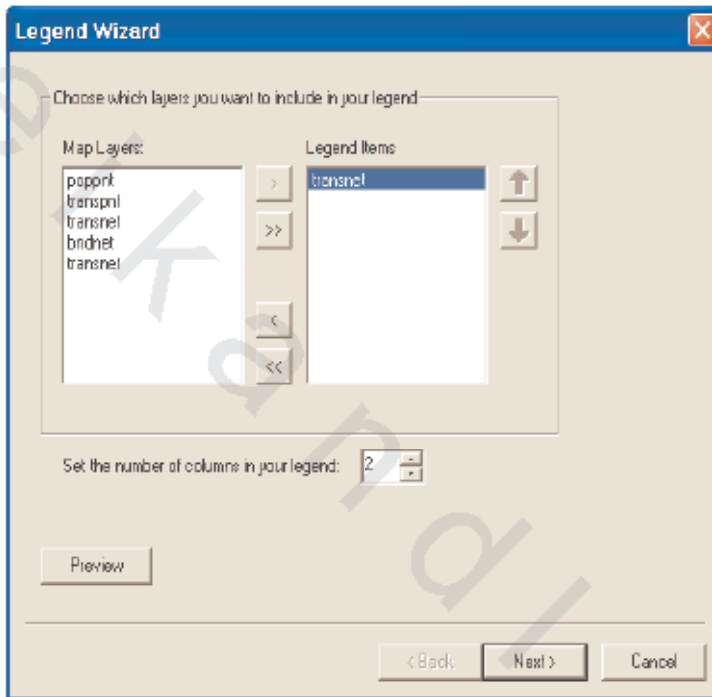 Legend Wizard
Choose which layers you want to include in your legend
Map Layers:
poppnt
transpnt
transnet
bndnet
transnet
>
>>
<
<<
Legend Items
transnet
Set the number of columns in your legend:
2
Preview
< Back
Next >
Cancel